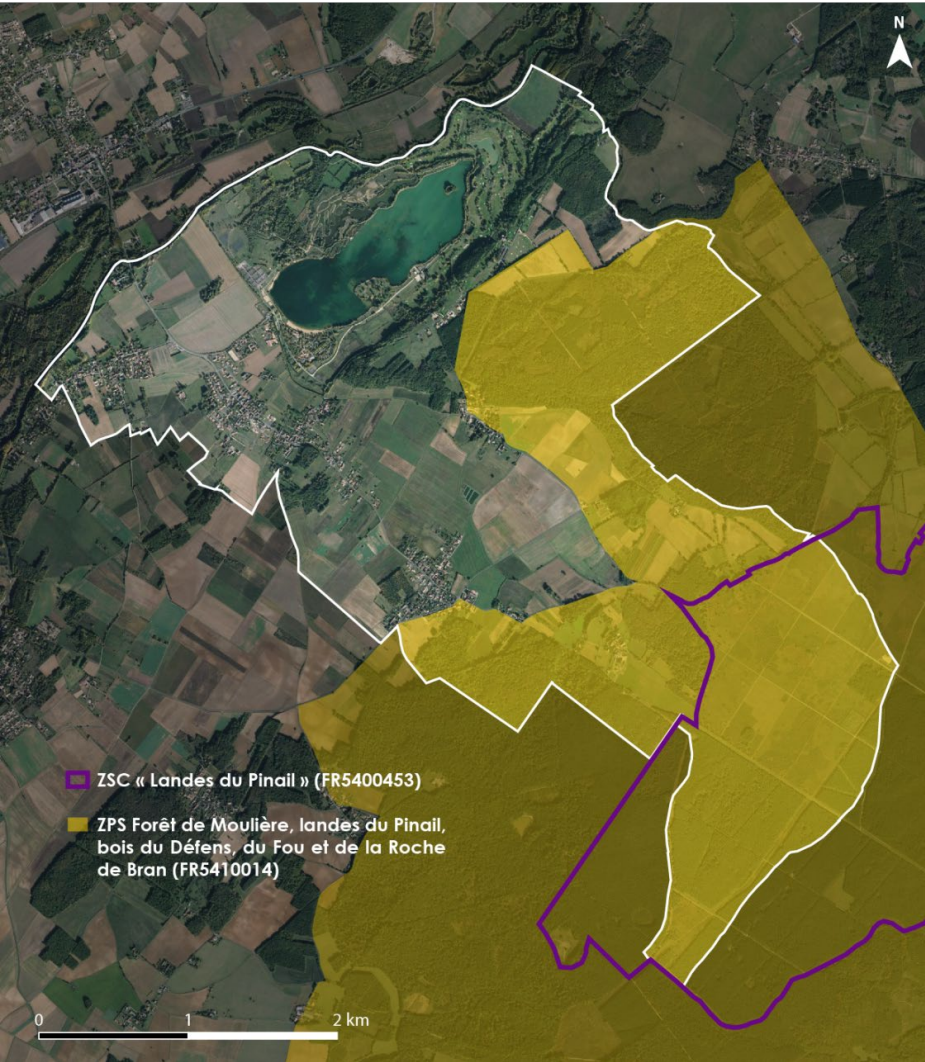 N
ZSC « Landes du Pinail » (FR5400453)
ZPS Forêt de Moulière, landes du Pinail,
bois du Défens, du Fou et de la Roche
de Bran (FR5410014)
0 1 2 km